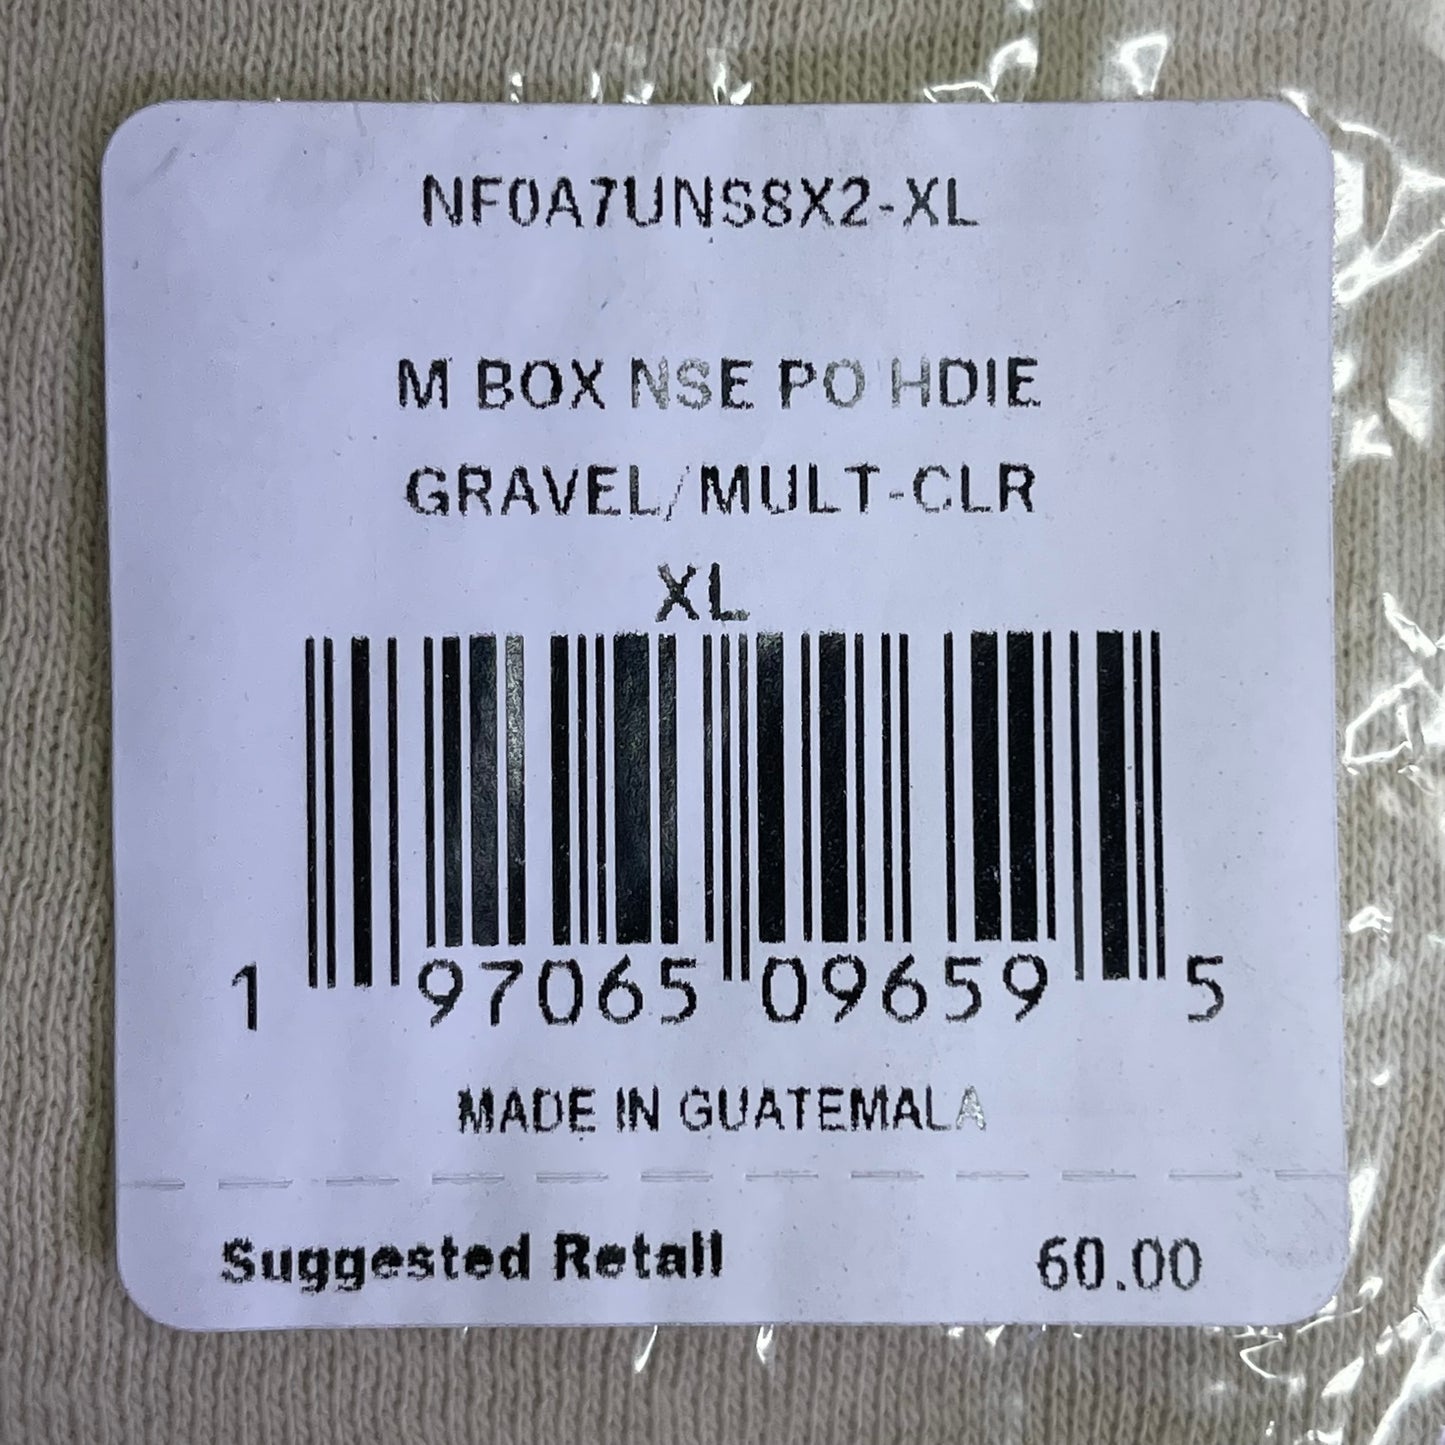 NF0A7UNS8X2-XL
M BOX NSE PO HDIE
GRAVEL/MULT-CLR
XL
1 97065 09659 5
MADE IN GUATEMALA
Suggested Retail 60.00